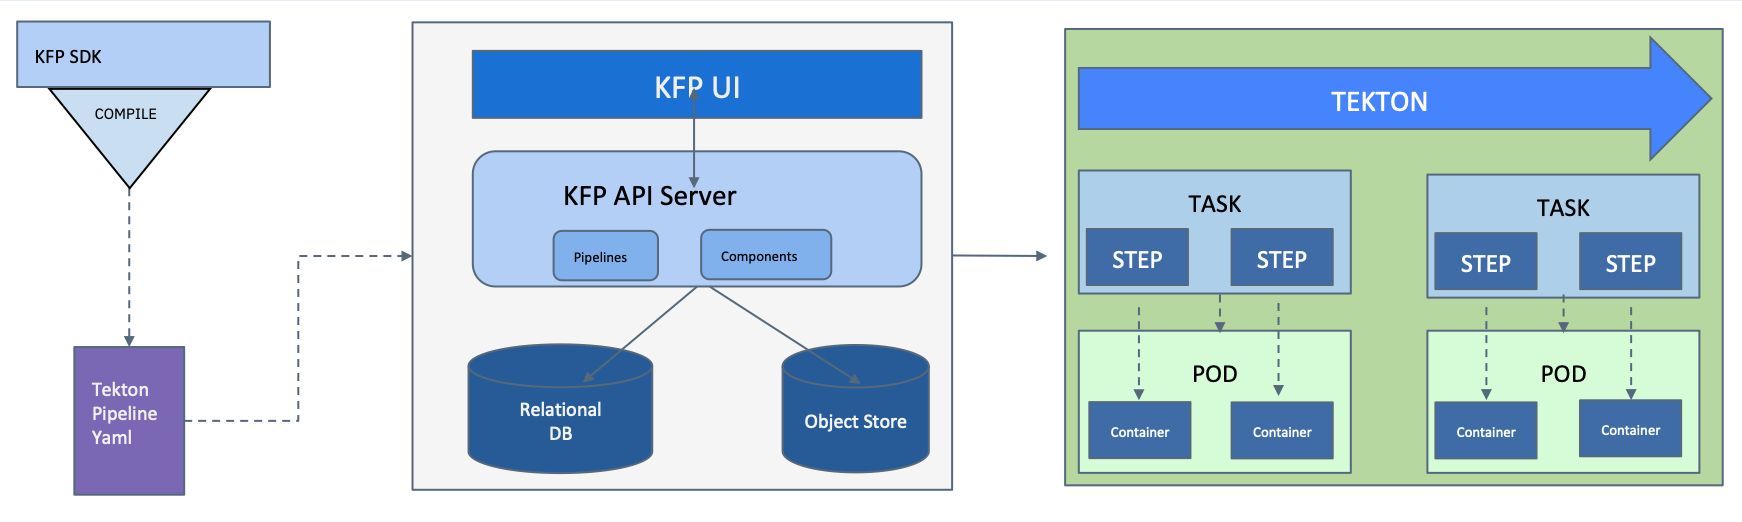 KFP SDK
COMPILE
Tekton
Pipeline
Yaml
KFP UI
KFP API Server
Pipelines
Components
Relational
DB
Object Store
TEKTON
TASK
STEP
STEP
POD
Container
Container
TASK
STEP
STEP
POD
Container
Container